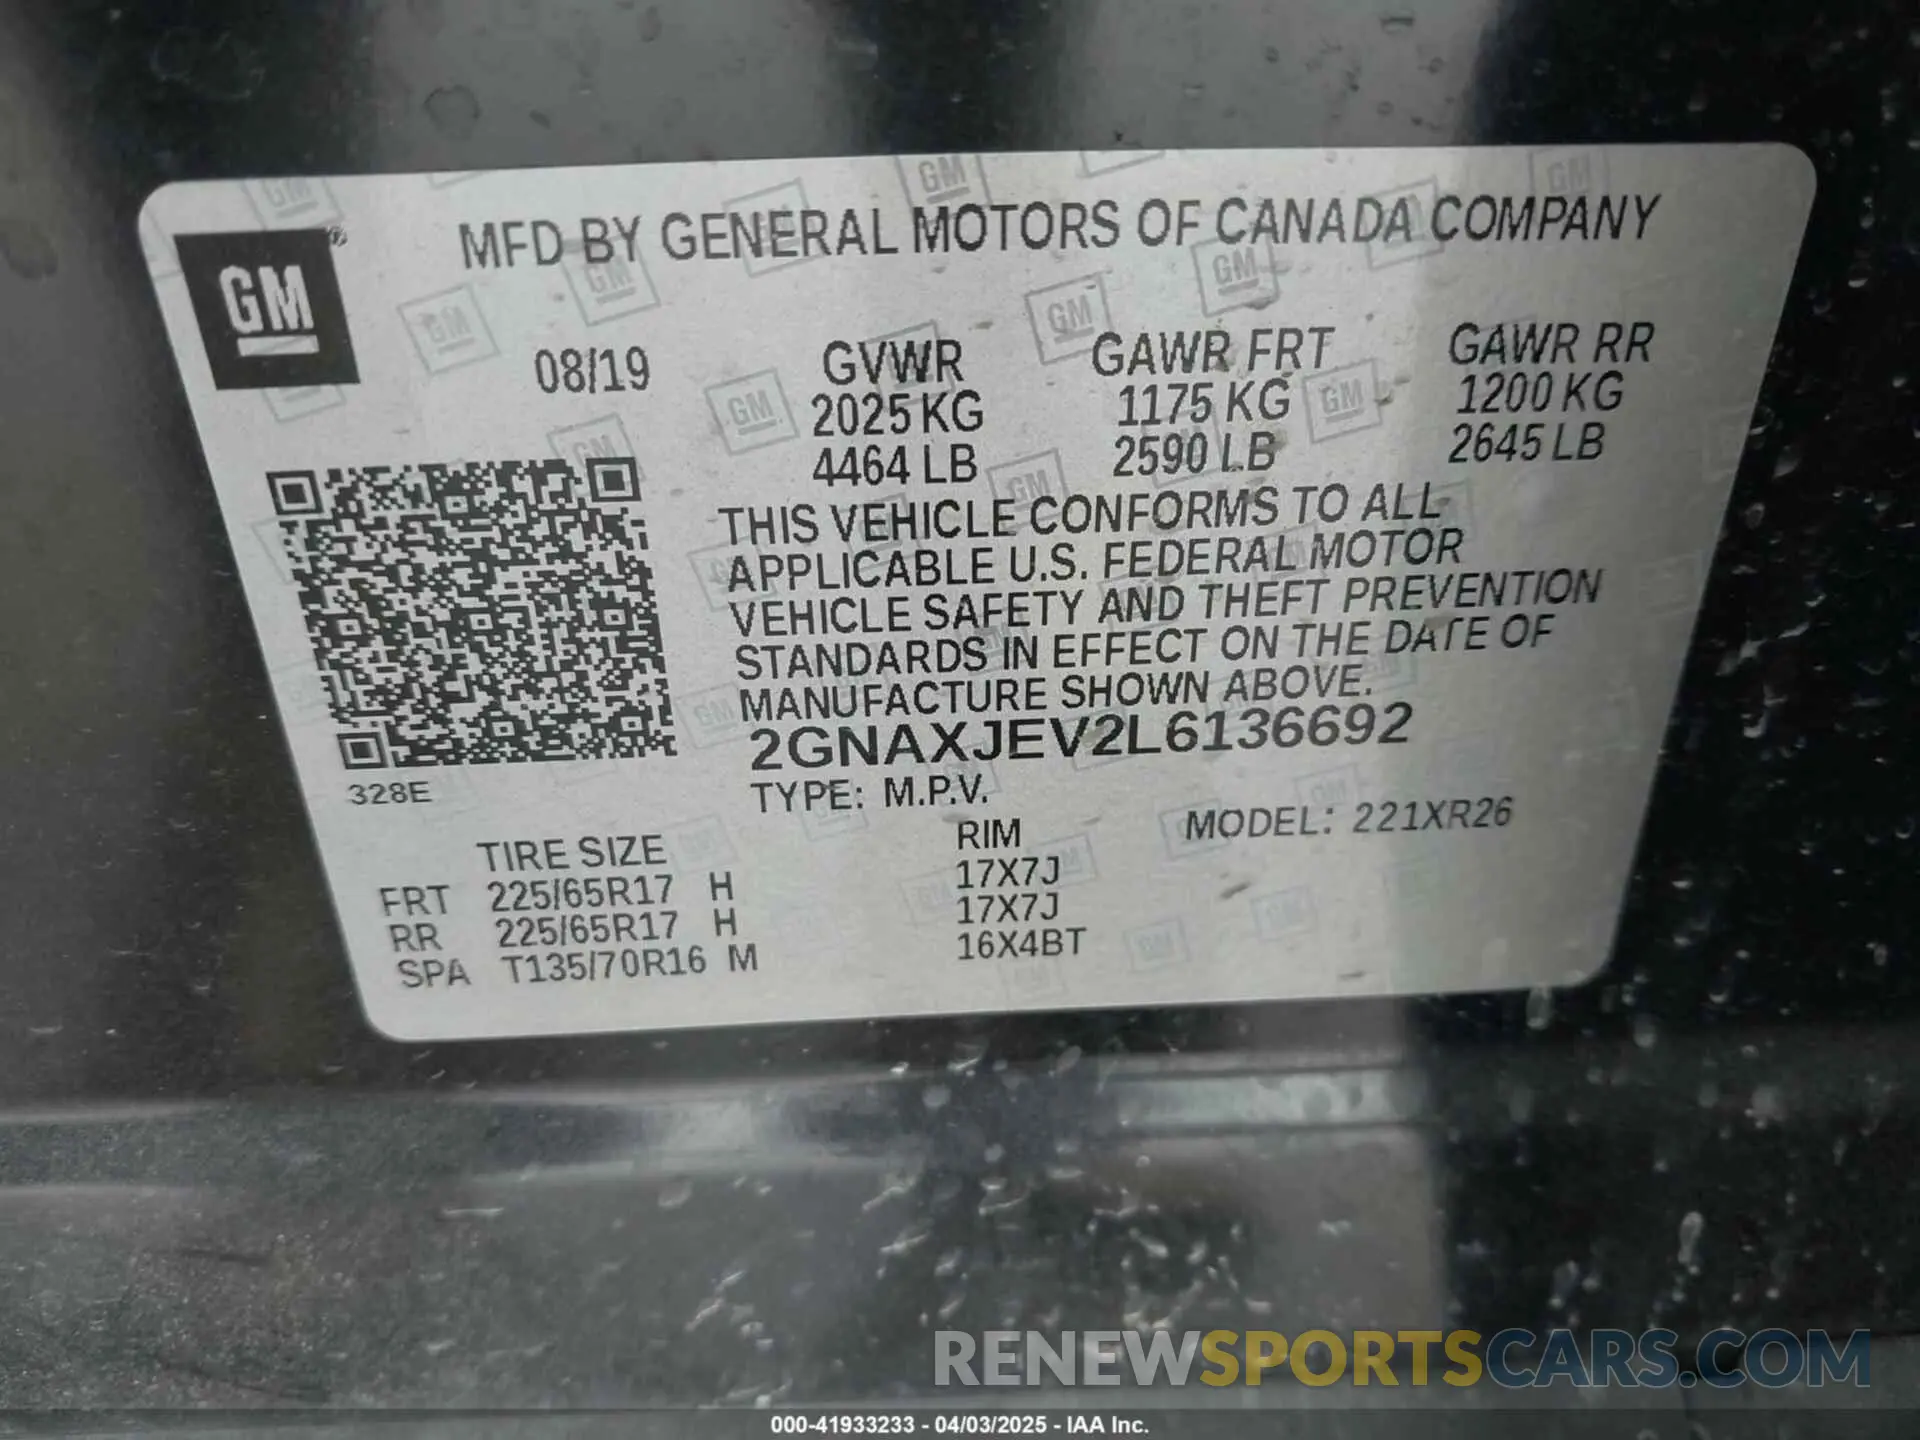 GM®
MFD BY GENERAL MOTORS OF CANADA COMPANY
08/19 GVWR GAWR FRT GAWR RR
2025 KG 1175 KG 1200 KG
4464 LB 2590 LB 2645 LB
THIS VEHICLE CONFORMS TO ALL
APPLICABLE U.S. FEDERAL MOTOR
VEHICLE SAFETY AND THEFT PREVENTION
STANDARDS IN EFFECT ON THE DATE OF
MANUFACTURE SHOWN ABOVE.
2GNAXJEV2L6136692
328E
TYPE: M.P.V. MODEL: 221XR26
TIRE SIZE RIM
FRT 225/65R17 H 17X7J
RR 225/65R17 H 17X7J
SPA T135/70R16 M 16X4BT
RENEWSPORTSCARS.COM
000-41933233 - 04/03/2025 - IAA Inc.